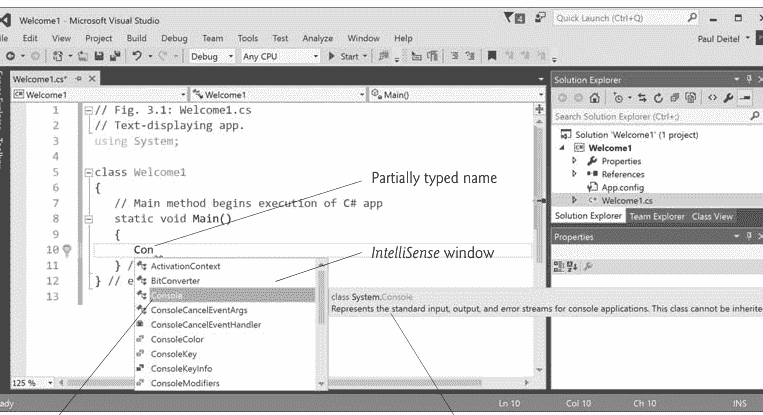 Welcome1 - Microsoft Visual Studio
4
Quick Launch (Ctrl+Q)
File Edit View Project Build Debug Team Tools Test Analyze Window Help
Paul Deitel
Debug Any CPU Start
Welcome1.cs*
Welcome1 Welcome1 Main()
1 // Fig. 3.1: Welcome1.cs
2 // Text-displaying app.
3 using System;
4
5 class Welcome1
6 {
7 // Main method begins execution of C# app
8 static void Main()
9 {
10 Con
11 } /
12 } // e
13
ActivationContext
BitConverter
Console
ConsoleCancelEventArgs
ConsoleCancelEventHandler
ConsoleColor
ConsoleKey
ConsoleKeyInfo
ConsoleModifiers
class System.Console
Represents the standard input, output, and error streams for console applications. This class cannot be inherite
Partially typed name
IntelliSense window
Solution Explorer
Search Solution Explorer (Ctrl+;)
Solution 'Welcome1' (1 project)
C# Welcome1
Properties
References
App.config
C* Welcome1.cs
Solution Explorer Team Explorer Class View
Properties
125 %
ady Ln 10 Col 10 Ch 10 INS